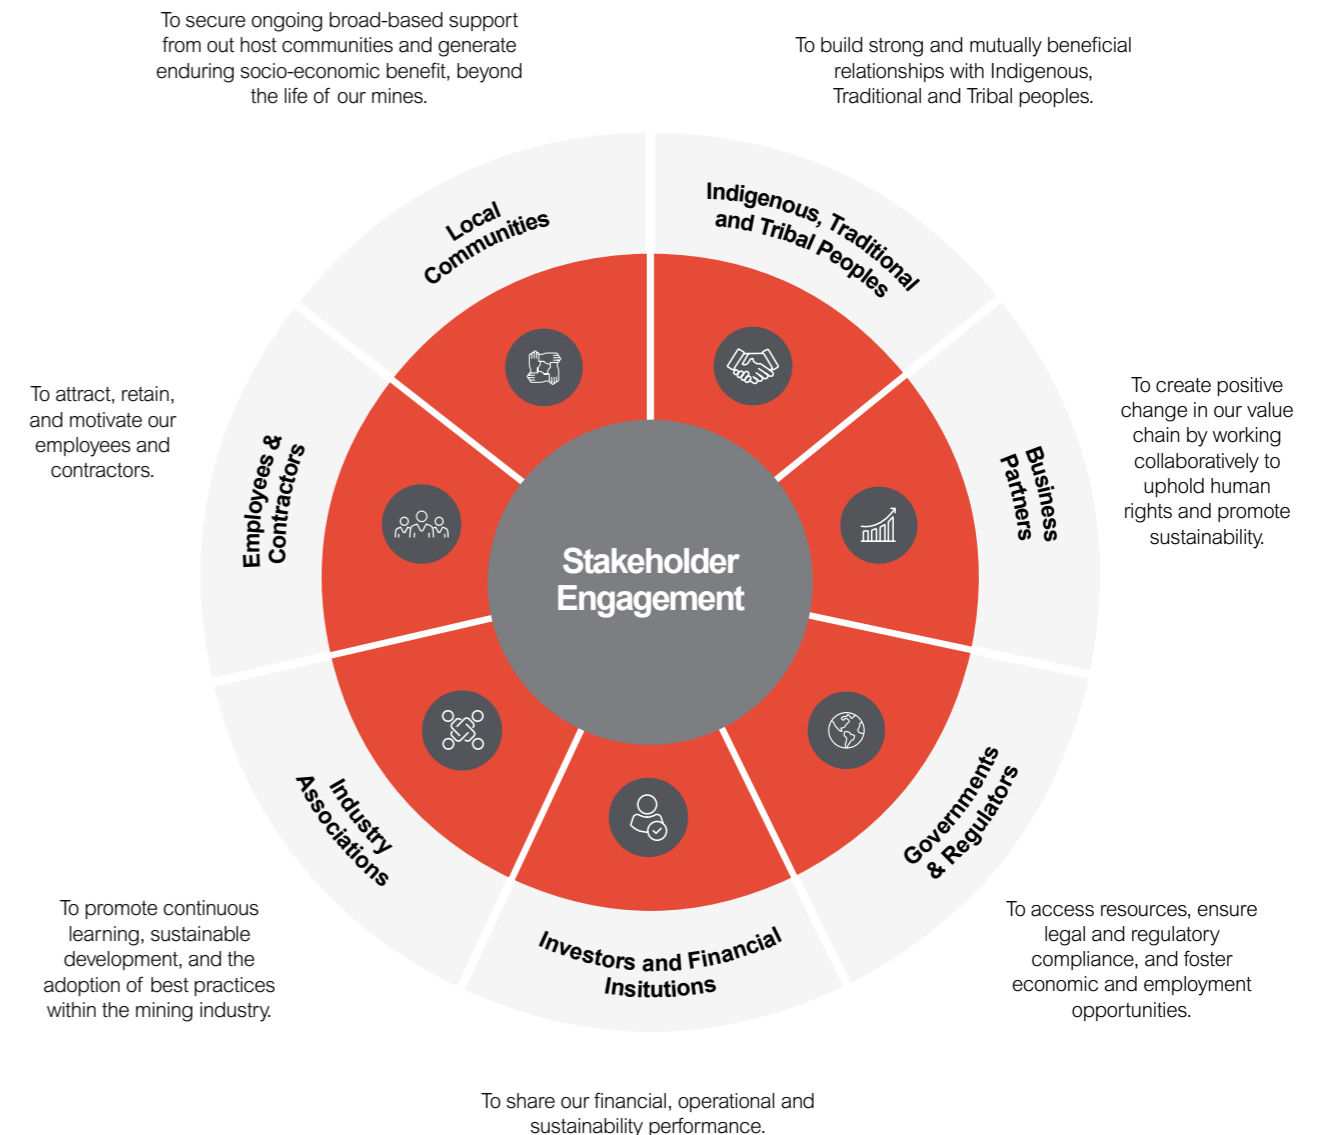 To secure ongoing broad-based support
from out host communities and generate
enduring socio-economic benefit, beyond
the life of our mines.
To build strong and mutually beneficial
relationships with Indigenous,
Traditional and Tribal peoples.
Local
Communities
Indigenous, Traditional
and Tribal Peoples
To attract, retain,
and motivate our
employees and
contractors.
Employees &
Contractors
Business
Partners
To create positive
change in our value
chain by working
collaboratively to
uphold human
rights and promote
sustainability.
Stakeholder
Engagement
Industry
Associations
Governments
& Regulators
To promote continuous
learning, sustainable
development, and the
adoption of best practices
within the mining industry.
Investors and Financial
Insitutions
To access resources, ensure
legal and regulatory
compliance, and foster
economic and employment
opportunities.
To share our financial, operational and
sustainability performance.